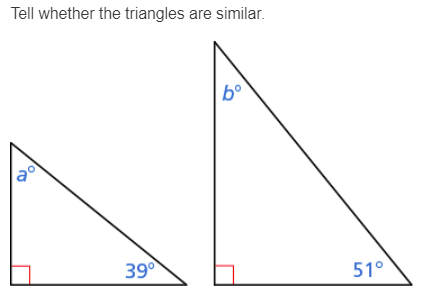 Tell whether the triangles are similar.
b°
a°
39°
51°